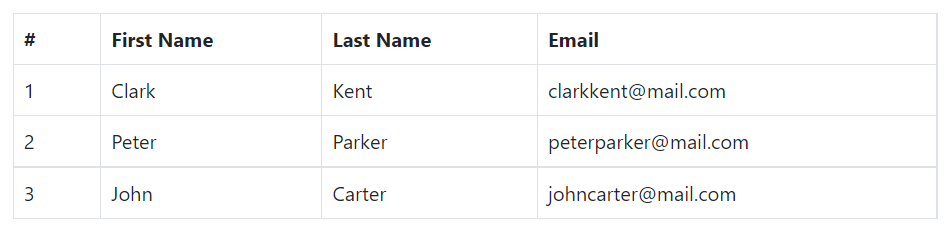 # First Name Last Name Email
1 Clark Kent clarkkent@mail.com
2 Peter Parker peterparker@mail.com
3 John Carter johncarter@mail.com